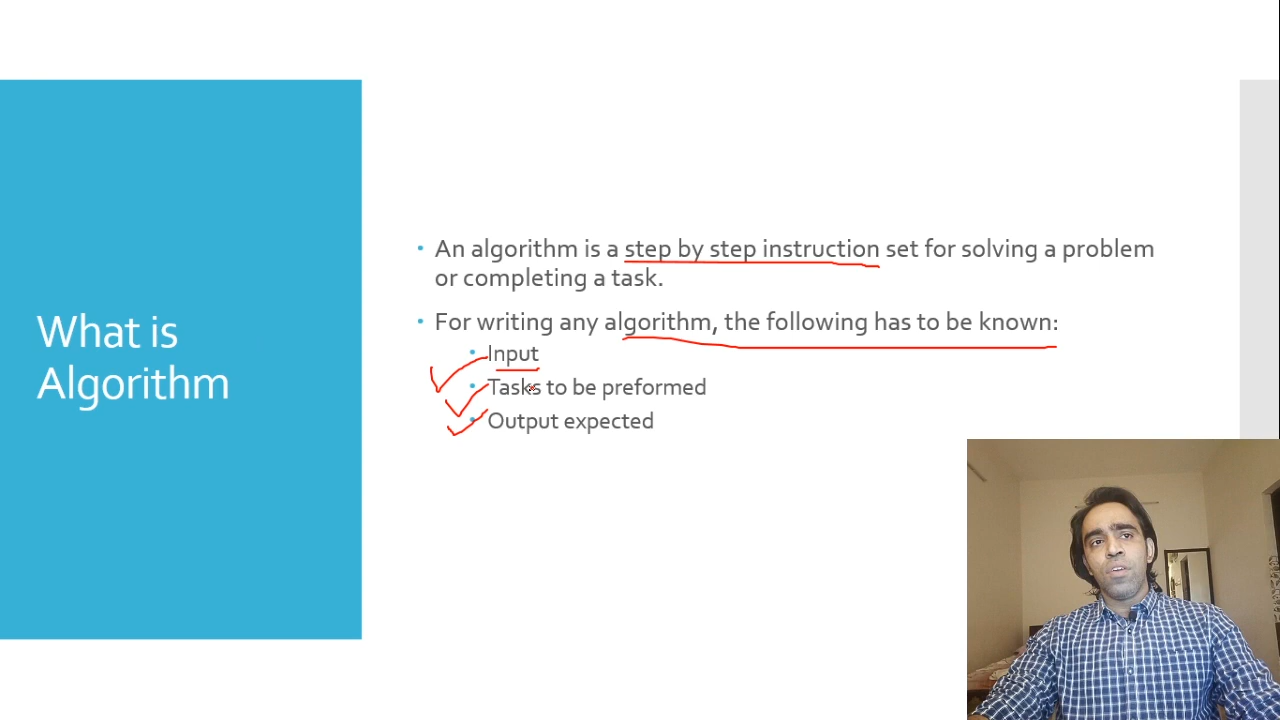 What is
Algorithm
• An algorithm is a step by step instruction set for solving a problem
or completing a task.
• For writing any algorithm, the following has to be known:
• Input
• Tasks to be preformed
• Output expected